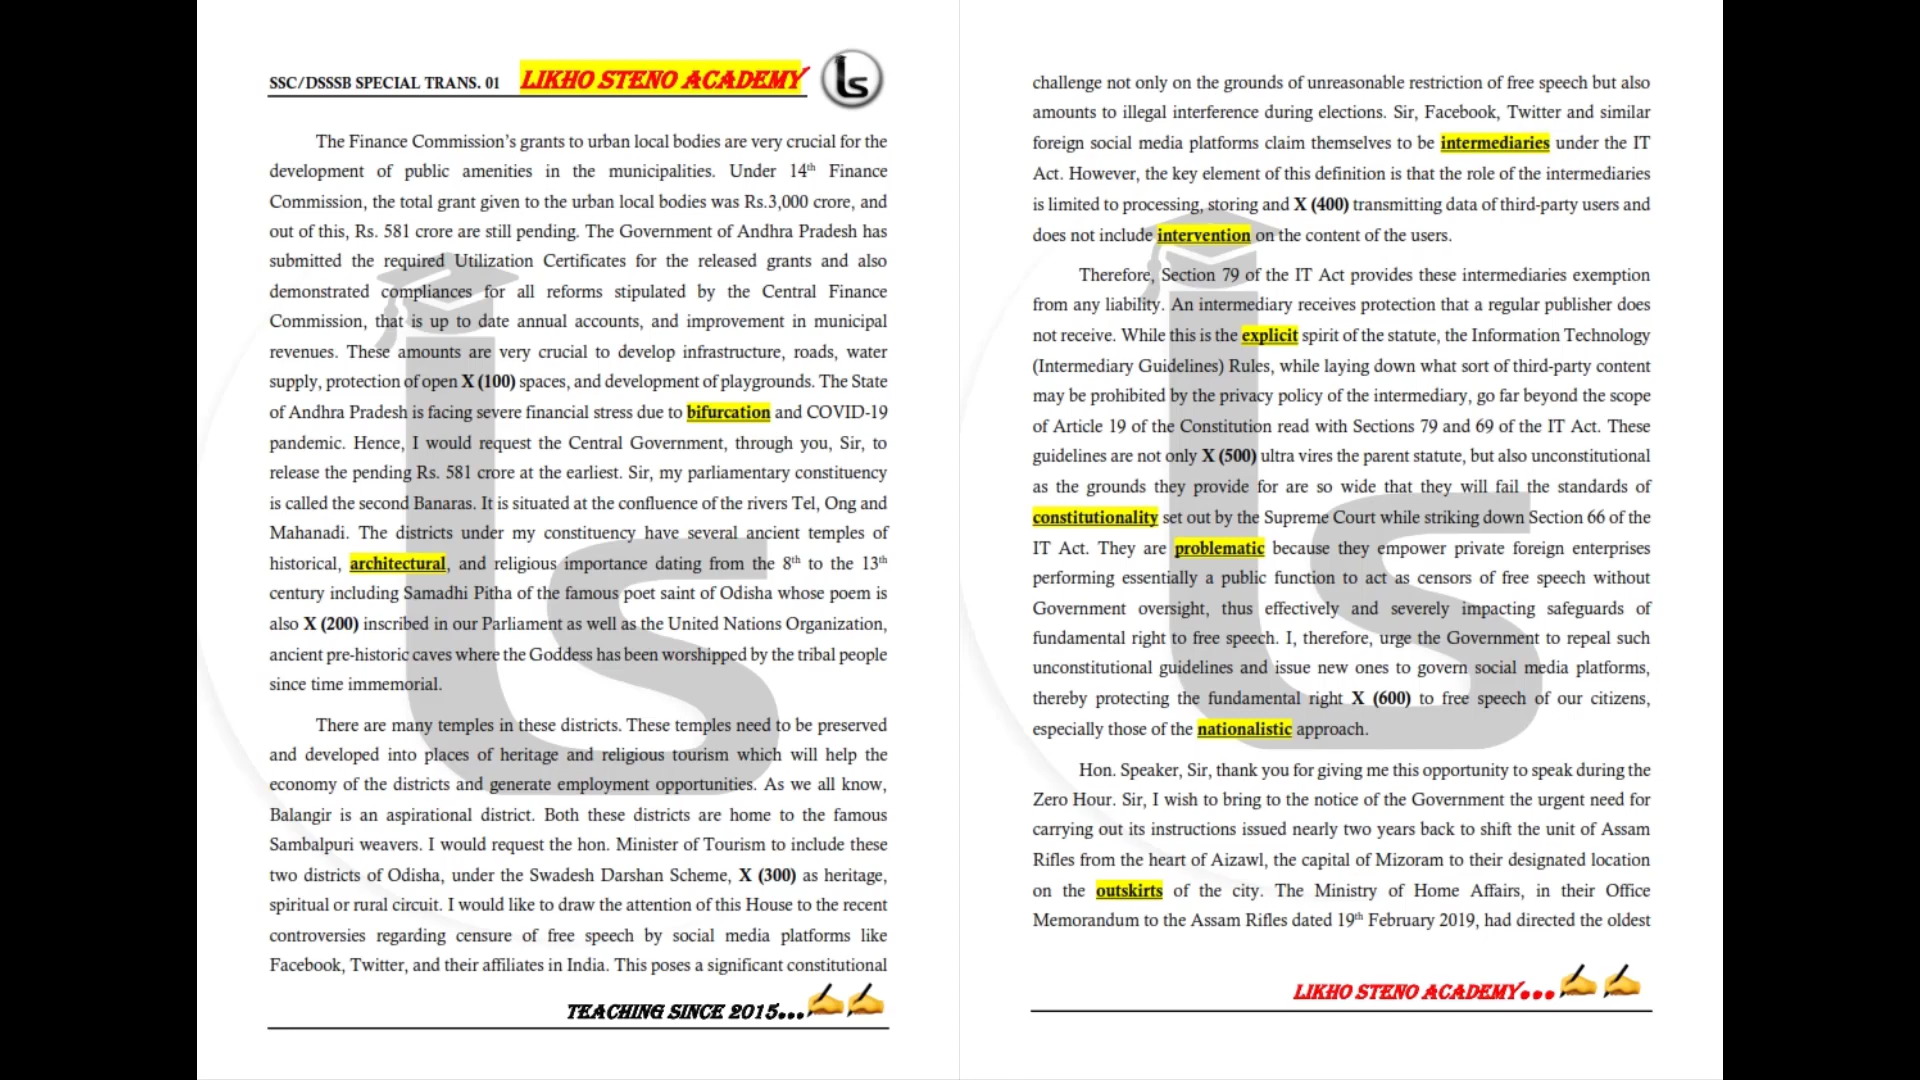 SSC/DSSSB SPECIAL TRANS. 01 LIKHO STENO ACADEMY ls
The Finance Commission’s grants to urban local bodies are very crucial for the
development of public amenities in the municipalities. Under 14th Finance
Commission, the total grant given to the urban local bodies was Rs.3,000 crore, and
out of this, Rs. 581 crore are still pending. The Government of Andhra Pradesh has
submitted the required Utilization Certificates for the released grants and also
demonstrated compliances for all reforms stipulated by the Central Finance
Commission, that is up to date annual accounts, and improvement in municipal
revenues. These amounts are very crucial to develop infrastructure, roads, water
supply, protection of open X (100) spaces, and development of playgrounds. The State
of Andhra Pradesh is facing severe financial stress due to bifurcation and COVID-19
pandemic. Hence, I would request the Central Government, through you, Sir, to
release the pending Rs. 581 crore at the earliest. Sir, my parliamentary constituency
is called the second Banaras. It is situated at the confluence of the rivers Tel, Ong and
Mahanadi. The districts under my constituency have several ancient temples of
historical, architectural, and religious importance dating from the 8th to the 13th
century including Samadhi Pitha of the famous poet saint of Odisha whose poem is
also X (200) inscribed in our Parliament as well as the United Nations Organization,
ancient pre-historic caves where the Goddess has been worshipped by the tribal people
since time immemorial.
There are many temples in these districts. These temples need to be preserved
and developed into places of heritage and religious tourism which will help the
economy of the districts and generate employment opportunities. As we all know,
Balangir is an aspirational district. Both these districts are home to the famous
Sambalpuri weavers. I would request the hon. Minister of Tourism to include these
two districts of Odisha, under the Swadesh Darshan Scheme, X (300) as heritage,
spiritual or rural circuit. I would like to draw the attention of this House to the recent
controversies regarding censure of free speech by social media platforms like
Facebook, Twitter, and their affiliates in India. This poses a significant constitutional
TEACHING SINCE 2015...
challenge not only on the grounds of unreasonable restriction of free speech but also
amounts to illegal interference during elections. Sir, Facebook, Twitter and similar
foreign social media platforms claim themselves to be intermediaries under the IT
Act. However, the key element of this definition is that the role of the intermediaries
is limited to processing, storing and X (400) transmitting data of third-party users and
does not include intervention on the content of the users.
Therefore, Section 79 of the IT Act provides these intermediaries exemption
from any liability. An intermediary receives protection that a regular publisher does
not receive. While this is the explicit spirit of the statute, the Information Technology
(Intermediary Guidelines) Rules, while laying down what sort of third-party content
may be prohibited by the privacy policy of the intermediary, go far beyond the scope
of Article 19 of the Constitution read with Sections 79 and 69 of the IT Act. These
guidelines are not only X (500) ultra vires the parent statute, but also unconstitutional
as the grounds they provide for are so wide that they will fail the standards of
constitutionality set out by the Supreme Court while striking down Section 66 of the
IT Act. They are problematic because they empower private foreign enterprises
performing essentially a public function to act as censors of free speech without
Government oversight, thus effectively and severely impacting safeguards of
fundamental right to free speech. I, therefore, urge the Government to repeal such
unconstitutional guidelines and issue new ones to govern social media platforms,
thereby protecting the fundamental right X (600) to free speech of our citizens,
especially those of the nationalistic approach.
Hon. Speaker, Sir, thank you for giving me this opportunity to speak during the
Zero Hour. Sir, I wish to bring to the notice of the Government the urgent need for
carrying out its instructions issued nearly two years back to shift the unit of Assam
Rifles from the heart of Aizawl, the capital of Mizoram to their designated location
on the outskirts of the city. The Ministry of Home Affairs, in their Office
Memorandum to the Assam Rifles dated 19th February 2019, had directed the oldest
LIKHO STENO ACADEMY...